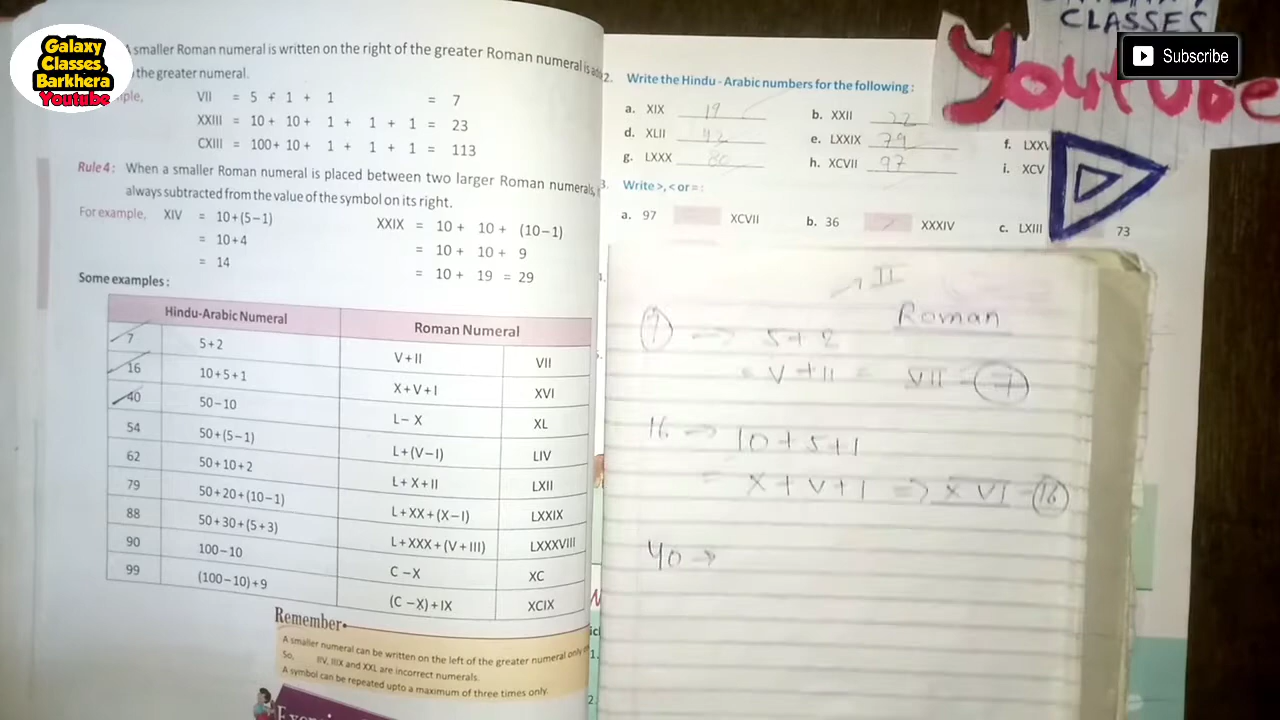 Galaxy
Classes,
Barkhera
Youtube
A smaller Roman numeral is written on the right of the greater Roman numeral is
the greater numeral.
VII = 5 + 1 + 1 = 7
XXIII = 10 + 10 + 1 + 1 + 1 = 23
CXIII = 100 + 10 + 1 + 1 + 1 = 113
Rule 4 : When a smaller Roman numeral is placed between two larger Roman numerals,
always subtracted from the value of the symbol on its right.
For example, XIV = 10+(5−1)
= 10+4
= 14
XXIX = 10 + 10 + (10−1)
= 10 + 10 + 9
= 10 + 19 = 29
Some examples :
Hindu-Arabic Numeral Roman Numeral
7 5+2 V+II VII
16 10+5+1 X+V+I XVI
40 50−10 L−X XL
54 50+(5−1) L+(V−I) LIV
62 50+10+2 L+X+II LXII
79 50+20+(10−1) L+XX+(X−I) LXXIX
88 50+30+(5+3) L+XXX+(V+III) LXXXVIII
90 100−10 C−X XC
99 (100−10)+9 (C−X)+IX XCIX
Remember
A smaller numeral can be written on the left of the greater numeral only
So, IIV, IIIX and XXL are incorrect numerals.
A symbol can be repeated upto a maximum of three times only.
2. Write the Hindu - Arabic numbers for the following :
a. XIX 19 b. XXII 22
d. XLII 42 e. LXXIX 79 f. LXXV
g. LXXX 80 h. XCVII 97 i. XCV
3. Write >, < or = :
a. 97 XCVII b. 36 > XXXIV c. LXIII 73
CLASSES
Youtube
Subscribe
II
Roman
7 → 5+2
= V+II = VII = 7
16 → 10+5+1
= X+V+I → XVI = 16
40 →